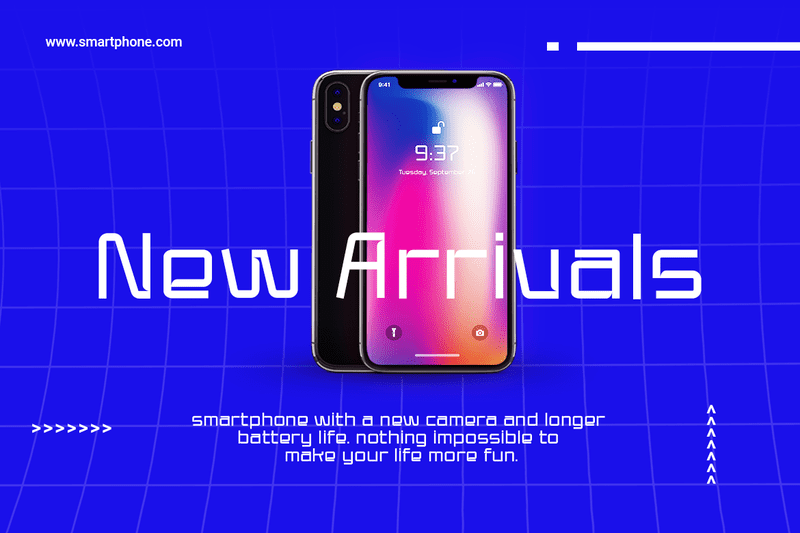 www.smartphone.com
9:41
9:37
Tuesday, September
New Arrivals
>>>>>>>
smartphone with a new camera and longer
battery life. nothing impossible to
make your life more fun.